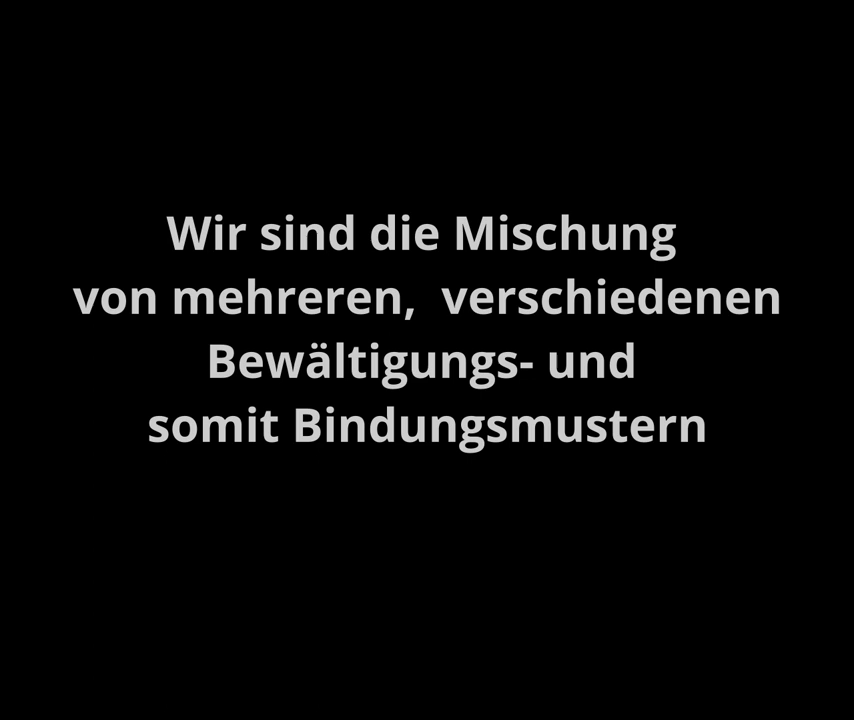 Wir sind die Mischung
von mehreren,  verschiedenen
Bewältigungs- und
somit Bindungsmustern